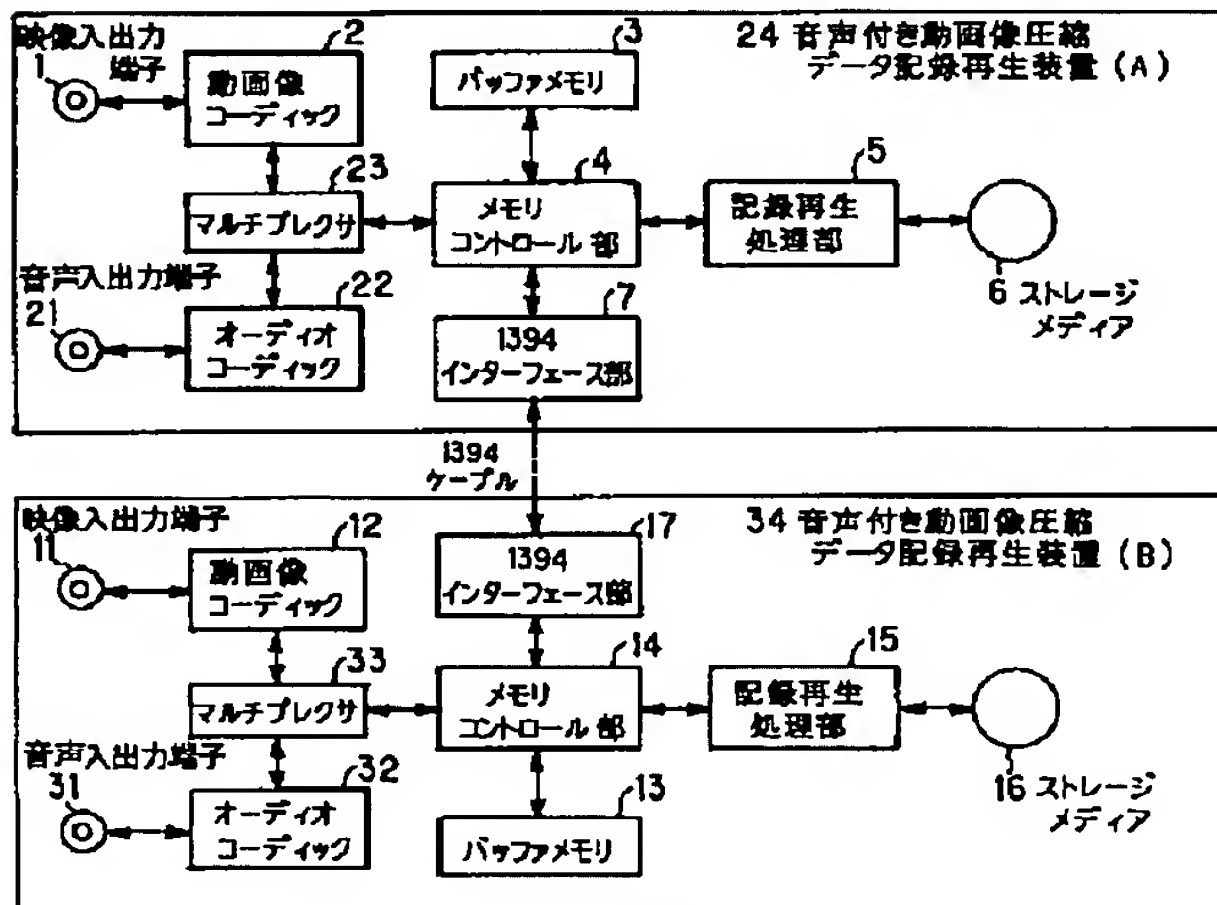 映像入出力
端子
1
2
動画像
コーディック
3
バッファメモリ
24 音声付き動画像圧縮
データ記録再生装置 (A)
23
マルチプレクサ
4
メモリ
コントロール部
5
記録再生
処理部
6 ストレージ
メディア
音声入出力端子
21
22
オーディオ
コーディック
7
1394
インターフェース部
1394
ケーブル
映像入出力端子
11
12
動画像
コーディック
17
1394
インターフェース部
34 音声付き動画像圧縮
データ記録再生装置 (B)
33
マルチプレクサ
14
メモリ
コントロール部
15
記録再生
処理部
16 ストレージ
メディア
音声入出力端子
31
32
オーディオ
コーディック
13
バッファメモリ